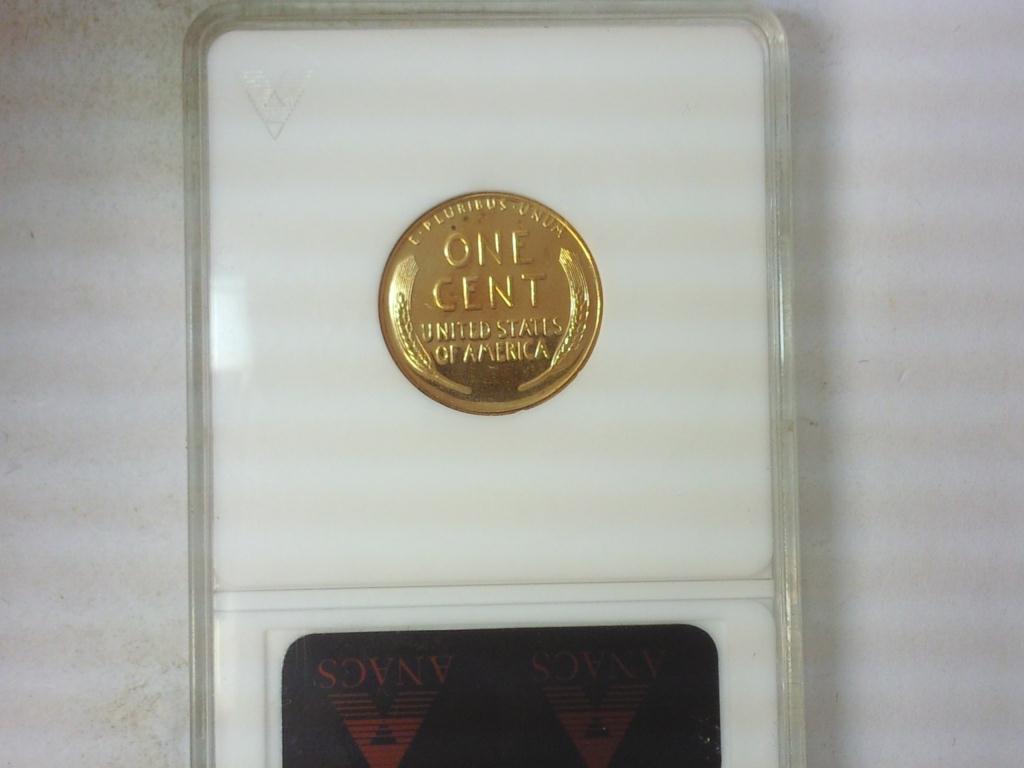 E·PLURIBUS·UNUM
ONE
CENT
UNITED STATES
OF AMERICA
ANACS ANACS